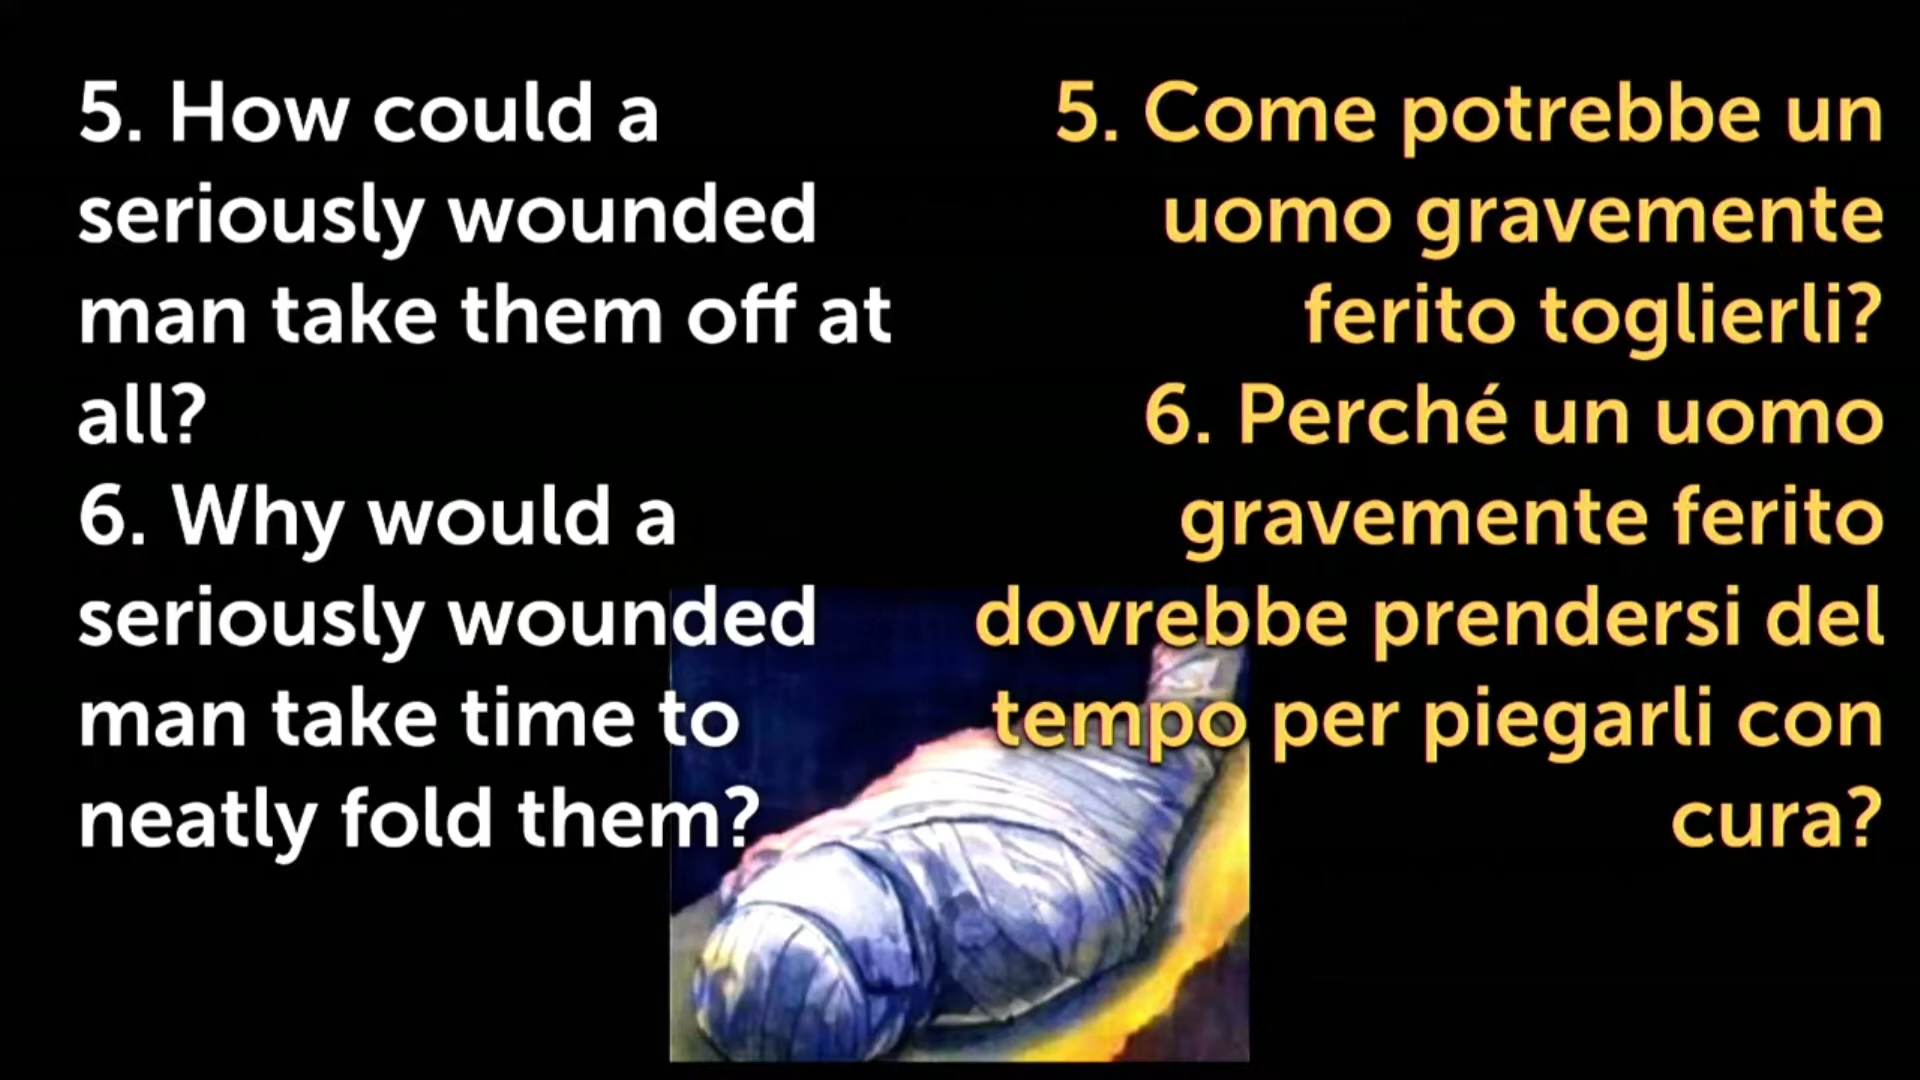 5. How could a
seriously wounded
man take them off at
all?
6. Why would a
seriously wounded
man take time to
neatly fold them?
5. Come potrebbe un
uomo gravemente
ferito toglierli?
6. Perché un uomo
gravemente ferito
dovrebbe prendersi del
tempo per piegarli con
cura?